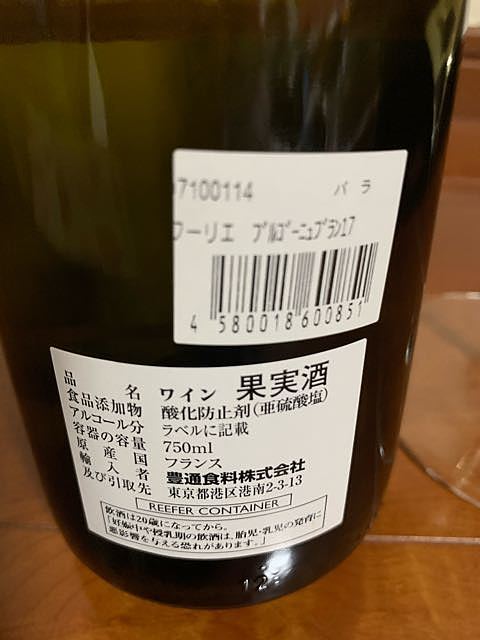 7100114 バラ
フーリエ ブルゴーニュブラン17
4 580018 600851
品名 ワイン 果実酒
食品添加物 酸化防止剤(亜硫酸塩)
アルコール分 ラベルに記載
容器の容量 750ml
原産国 フランス
輸入者 豊通食料株式会社
及び引取先 東京都港区港南2-3-13
REEFER CONTAINER
飲酒は20歳になってから。
「妊娠中や授乳期の飲酒は、胎児・乳児の発育に
悪影響を与える恐れがあります。」